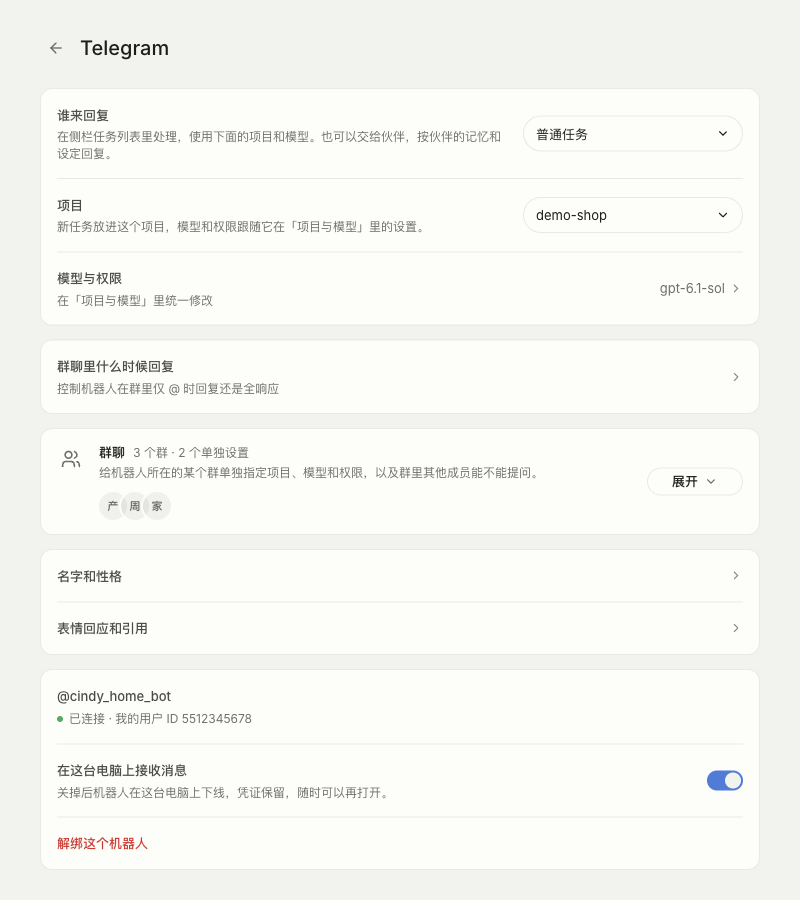 Telegram
谁来回复
在侧栏任务列表里处理，使用下面的项目和模型。也可以交给伙伴，按伙伴的记忆和
设定回复。
普通任务
项目
新任务放进这个项目，模型和权限跟随它在「项目与模型」里的设置。
demo-shop
模型与权限
在「项目与模型」里统一修改
gpt-6.1-sol
群聊里什么时候回复
控制机器人在群里仅 @ 时回复还是全响应
群聊 3 个群 · 2 个单独设置
给机器人所在的某个群单独指定项目、模型和权限，以及群里其他成员能不能提问。
产 周 家
展开
名字和性格
表情回应和引用
@cindy_home_bot
已连接 · 我的用户 ID 5512345678
在这台电脑上接收消息
关掉后机器人在这台电脑上下线，凭证保留，随时可以再打开。
解绑这个机器人